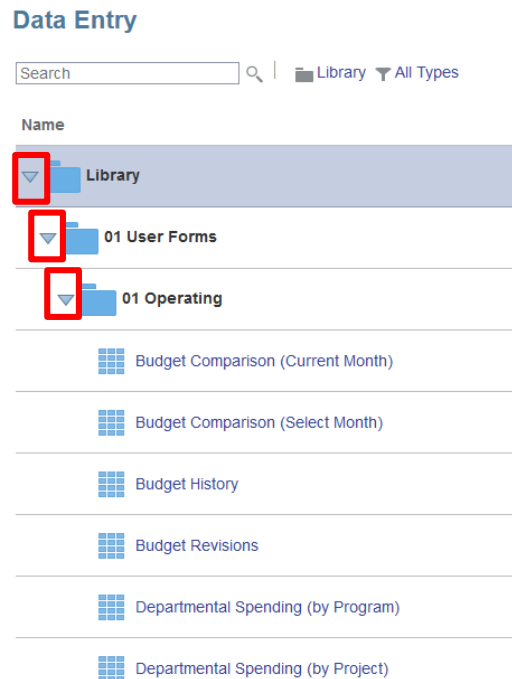 Data Entry
Search Library All Types
Name
Library
01 User Forms
01 Operating
Budget Comparison (Current Month)
Budget Comparison (Select Month)
Budget History
Budget Revisions
Departmental Spending (by Program)
Departmental Spending (by Project)